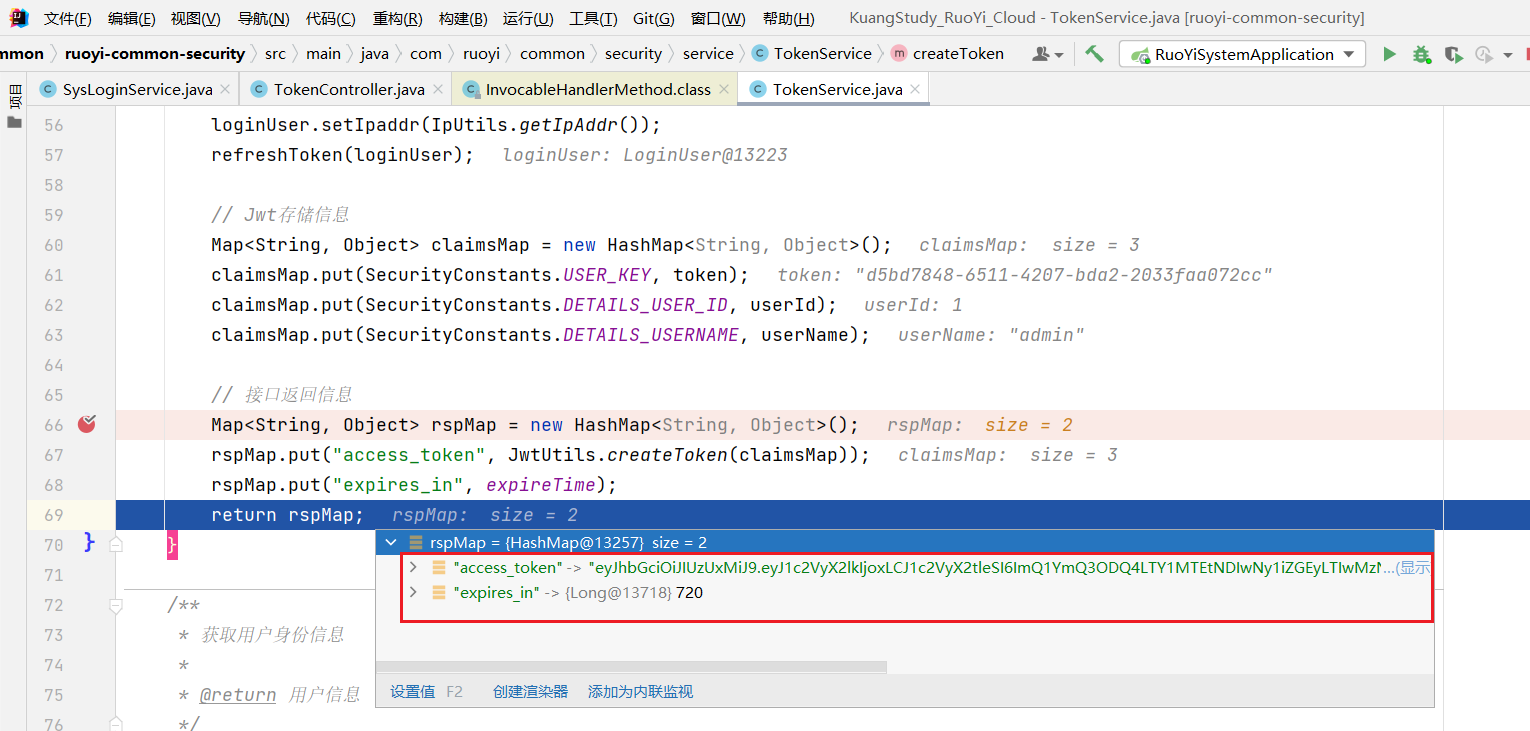 文件(F) 编辑(E) 视图(V) 导航(N) 代码(C) 重构(R) 构建(B) 运行(U) 工具(T) Git(G) 窗口(W) 帮助(H) KuangStudy_RuoYi_Cloud - TokenService.java [ruoyi-common-security]
mmon ruoyi-common-security src main java com ruoyi common security service C TokenService m createToken RuoYiSystemApplication
项目 C SysLoginService.java C TokenController.java C InvocableHandlerMethod.class C TokenService.java
56 loginUser.setIpaddr(IpUtils.getIpAddr());
57 refreshToken(loginUser); loginUser: LoginUser@13223
58
59 // Jwt存储信息
60 Map<String, Object> claimsMap = new HashMap<String, Object>(); claimsMap: size = 3
61 claimsMap.put(SecurityConstants.USER_KEY, token); token: "d5bd7848-6511-4207-bda2-2033faa072cc"
62 claimsMap.put(SecurityConstants.DETAILS_USER_ID, userId); userId: 1
63 claimsMap.put(SecurityConstants.DETAILS_USERNAME, userName); userName: "admin"
64
65 // 接口返回信息
66 Map<String, Object> rspMap = new HashMap<String, Object>(); rspMap: size = 2
67 rspMap.put("access_token", JwtUtils.createToken(claimsMap)); claimsMap: size = 3
68 rspMap.put("expires_in", expireTime);
69 return rspMap; rspMap: size = 2
70 } }
rspMap = {HashMap@13257} size = 2
"access_token" -> "eyJhbGciOiJIUzUxMiJ9.eyJ1c2VyX2lkIjoxLCJ1c2VyX2tleSI6ImQ1YmQ3ODQ4LTY1MTEtNDIwNy1iZGEyLTIwMzN...(显示
"expires_in" -> {Long@13718} 720
71
72 /**
73 * 获取用户身份信息
74 *
75 * @return 用户信息
76 */
设置值 F2 创建渲染器 添加为内联监视